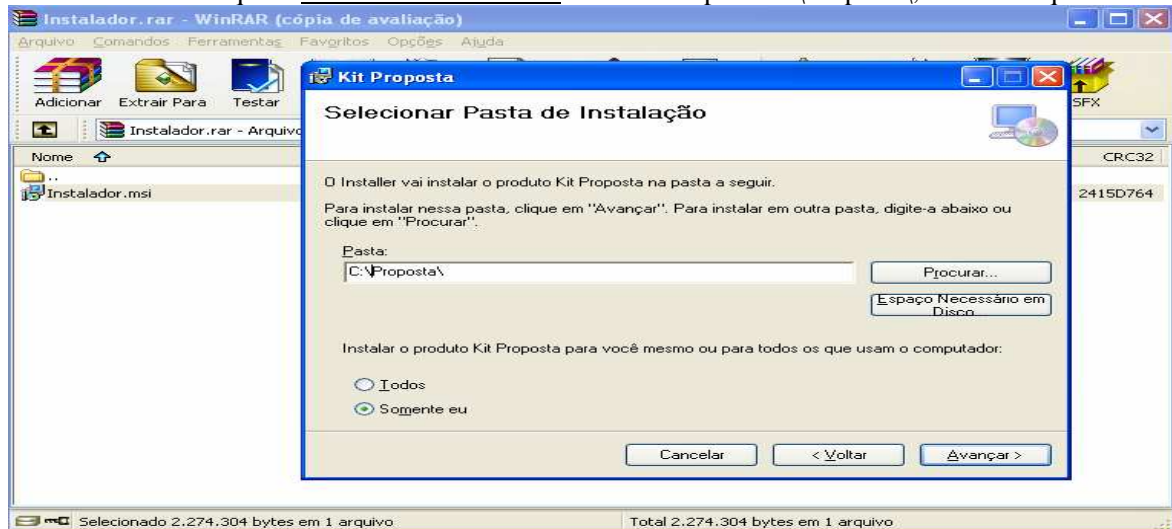 Instalador.rar - WinRAR (cópia de avaliação)
Arquivo Comandos Ferramentas Favoritos Opções Ajuda
Adicionar Extrair Para Testar SFX
Instalador.rar - Arquivo
Nome CRC32
..
Instalador.msi 2415D764
Kit Proposta
Selecionar Pasta de Instalação
O Installer vai instalar o produto Kit Proposta na pasta a seguir.
Para instalar nessa pasta, clique em "Avançar". Para instalar em outra pasta, digite-a abaixo ou
clique em "Procurar".
Pasta:
C:\Proposta\
Procurar...
Espaço Necessário em
Disco...
Instalar o produto Kit Proposta para você mesmo ou para todos os que usam o computador:
Todos
Somente eu
Cancelar < Voltar Avançar >
Selecionado 2.274.304 bytes em 1 arquivo Total 2.274.304 bytes em 1 arquivo